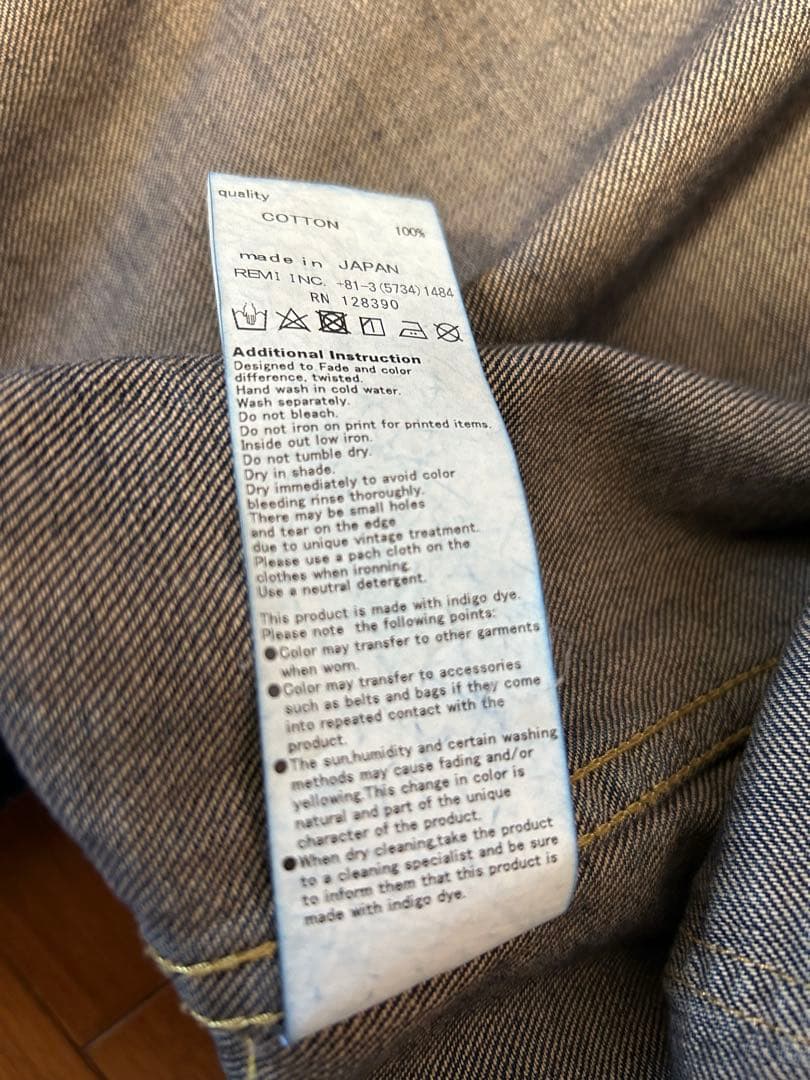 quality
COTTON 100%
made in JAPAN
REMI INC. +81-3(5734)1484
RN 128390
Additional Instruction
Designed to Fade and color
difference, twisted.
Hand wash in cold water.
Wash separately.
Do not bleach.
Do not iron on print for printed items.
Inside out low iron.
Do not tumble dry.
Dry in shade.
Dry immediately to avoid color
bleeding rinse thoroughly.
There may be small holes
and tear on the edge
due to unique vintage treatment.
Please use a pach cloth on the
clothes when ironning.
Use a neutral detergent.
This product is made with indigo dye.
Please note the following points:
●Color may transfer to other garments
when worn.
●Color may transfer to accessories
such as belts and bags if they come
into repeated contact with the
product.
●The sun,humidity and certain washing
methods may cause fading and/or
yellowing.This change in color is
natural and part of the unique
character of the product.
●When dry cleaning,take the product
to a cleaning specialist and be sure
to inform them that this product is
made with indigo dye.